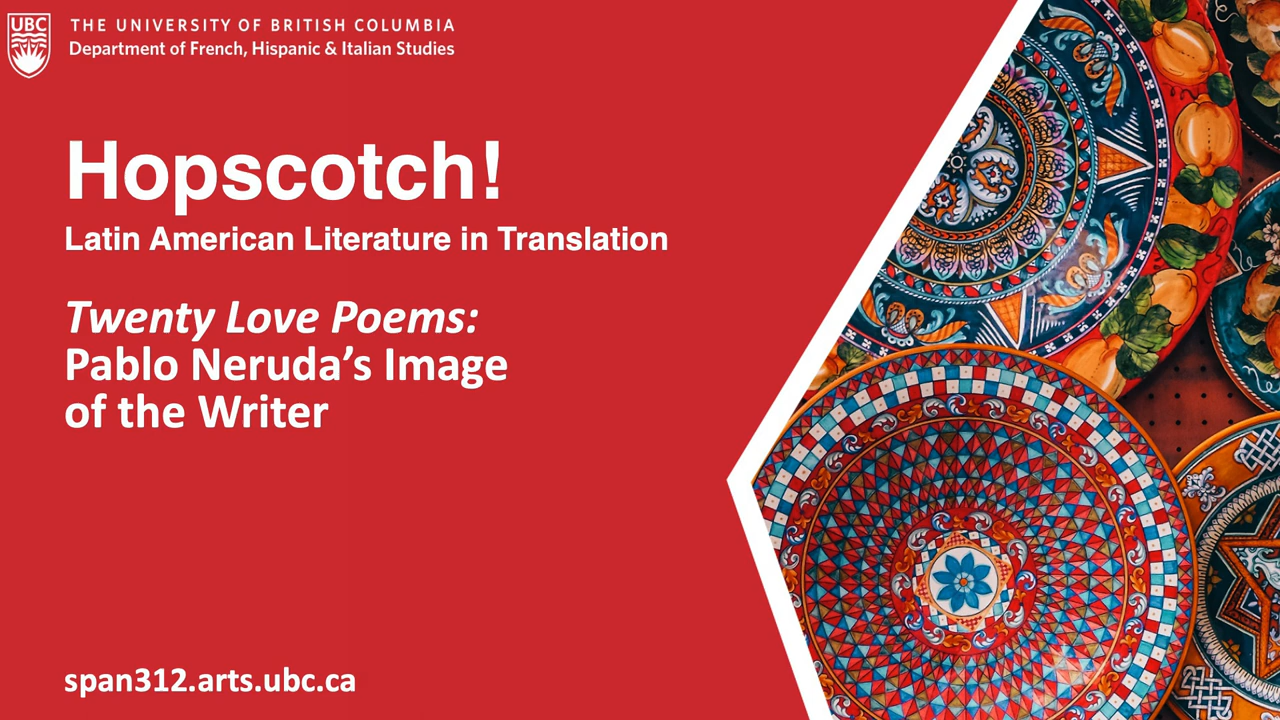 UBC
THE UNIVERSITY OF BRITISH COLUMBIA
Department of French, Hispanic & Italian Studies
Hopscotch!
Latin American Literature in Translation
Twenty Love Poems:
Pablo Neruda’s Image
of the Writer
span312.arts.ubc.ca